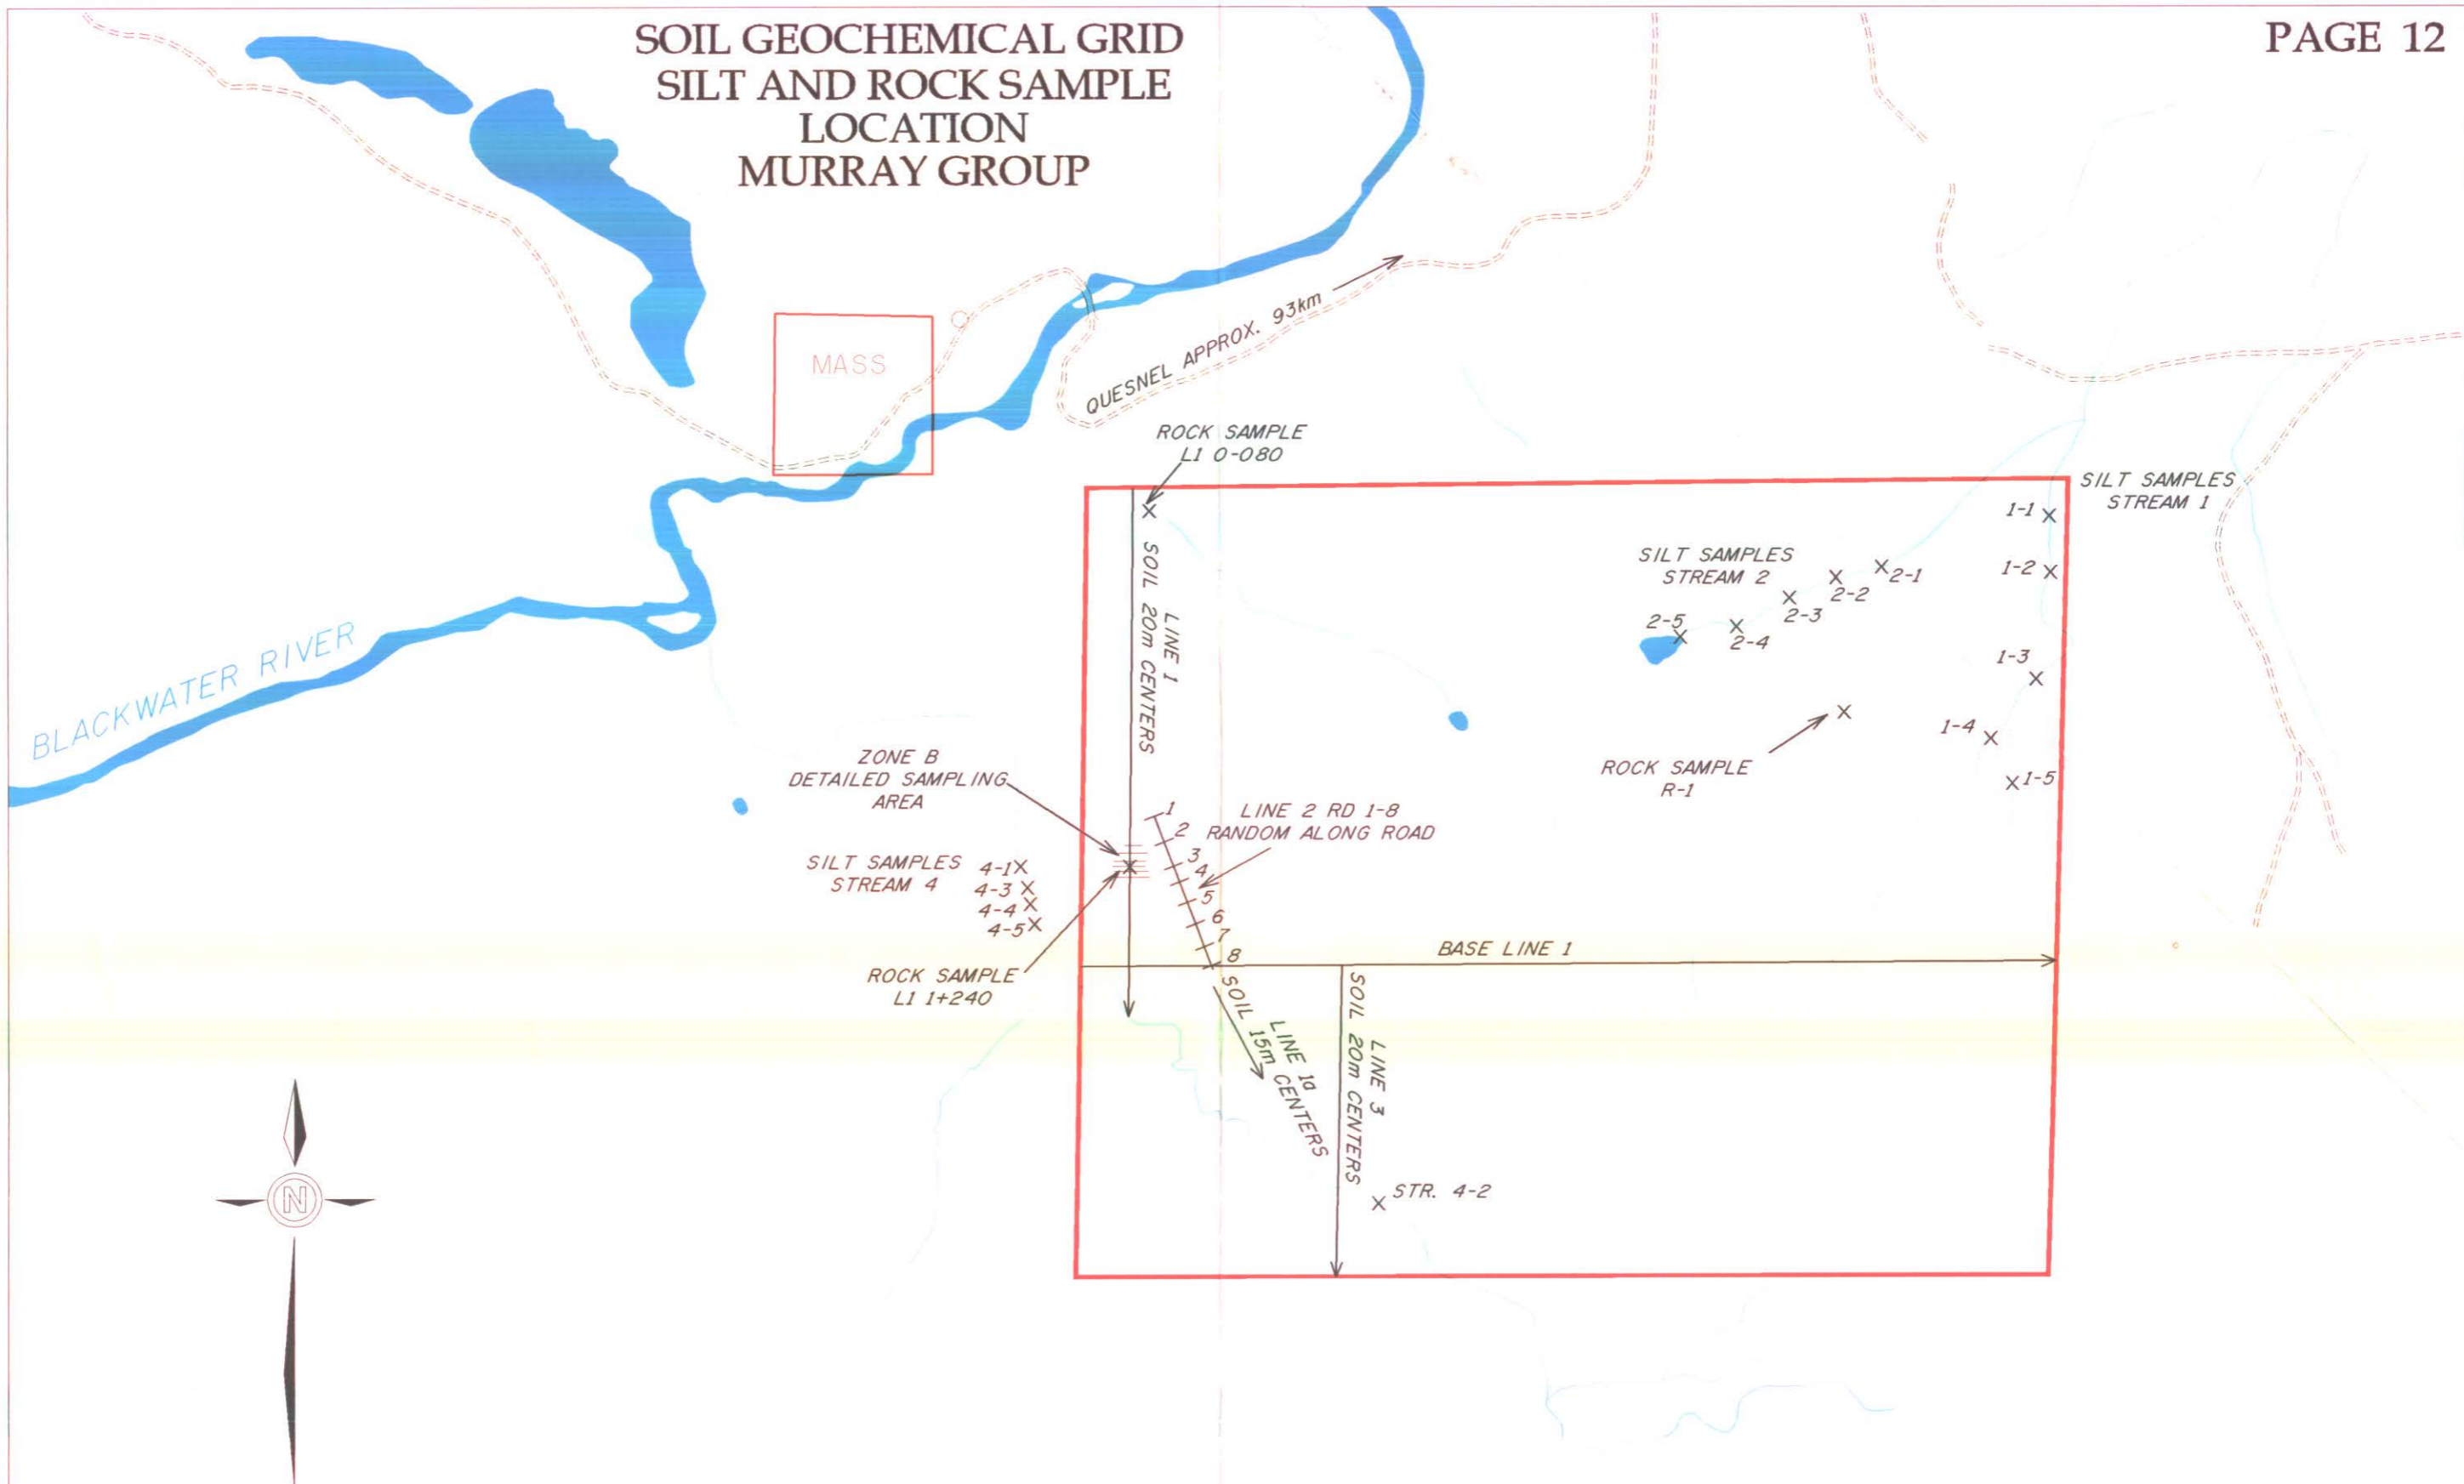 SOIL GEOCHEMICAL GRID
SILT AND ROCK SAMPLE
LOCATION
MURRAY GROUP
PAGE 12
MASS
QUESNEL APPROX. 93km
BLACKWATER RIVER
ROCK SAMPLE
L1 0-080
SILT SAMPLES
STREAM 1
1-1
1-2
1-3
1-4
1-5
SILT SAMPLES
STREAM 2
2-1
2-2
2-3
2-4
2-5
ROCK SAMPLE
R-1
LINE 1
SOIL 20m CENTERS
ZONE B
DETAILED SAMPLING
AREA
LINE 2 RD 1-8
RANDOM ALONG ROAD
1
2
3
4
5
6
7
8
SILT SAMPLES
STREAM 4
4-1
4-3
4-4
4-5
ROCK SAMPLE
L1 1+240
BASE LINE 1
LINE 1a
SOIL 15m CENTERS
LINE 3
SOIL 20m CENTERS
STR. 4-2
N